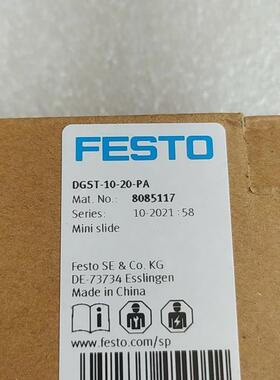 FESTO
DGST-10-20-PA
Mat. No.: 8085117
Series: 10-2021 : 58
Mini slide
Festo SE & Co. KG
DE-73734 Esslingen
Made in China
www.festo.com/sp